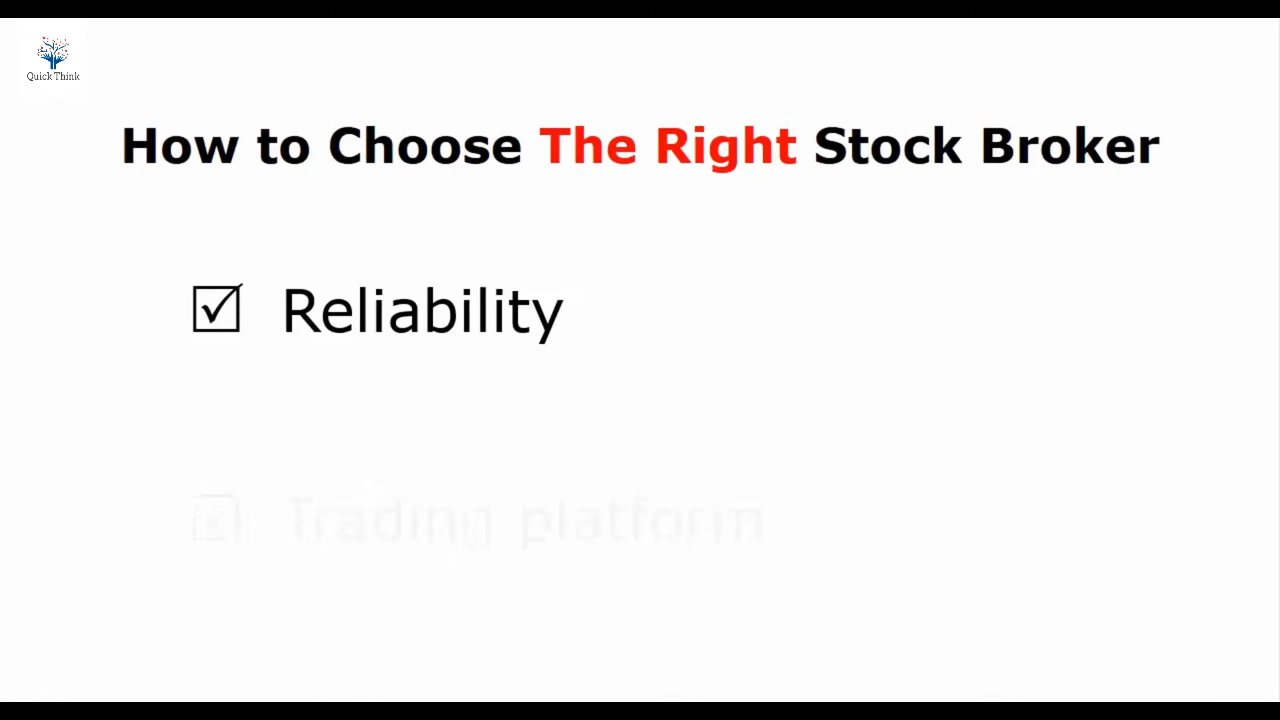 Quick Think
How to Choose The Right Stock Broker
Reliability
Trading platform